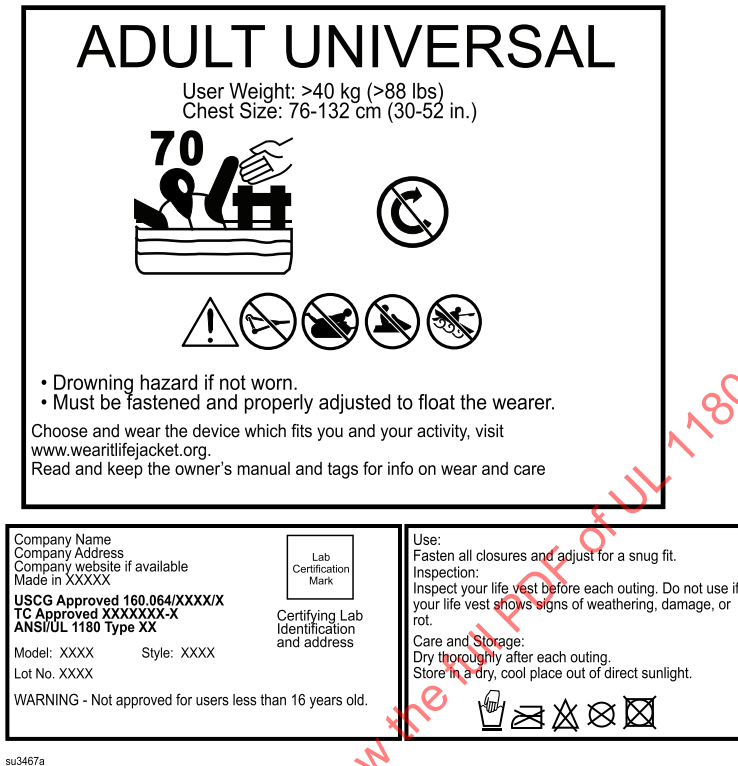 ADULT UNIVERSAL
User Weight: >40 kg (>88 lbs)
Chest Size: 76-132 cm (30-52 in.)
70
• Drowning hazard if not worn.
• Must be fastened and properly adjusted to float the wearer.
Choose and wear the device which fits you and your activity, visit
www.wearitlifejacket.org.
Read and keep the owner's manual and tags for info on wear and care
Company Name
Company Address
Company website if available
Made in XXXXX
USCG Approved 160.064/XXXX/X
TC Approved XXXXXXX-X
ANSI/UL 1180 Type XX
Model: XXXX Style: XXXX
Lot No. XXXX
WARNING - Not approved for users less than 16 years old.
Lab
Certification
Mark
Certifying Lab
Identification
and address
Use:
Fasten all closures and adjust for a snug fit.
Inspection:
Inspect your life vest before each outing. Do not use if
your life vest shows signs of weathering, damage, or
rot.
Care and Storage:
Dry thoroughly after each outing.
Store in a dry, cool place out of direct sunlight.
su3467a
w the full PDF of UL 1180